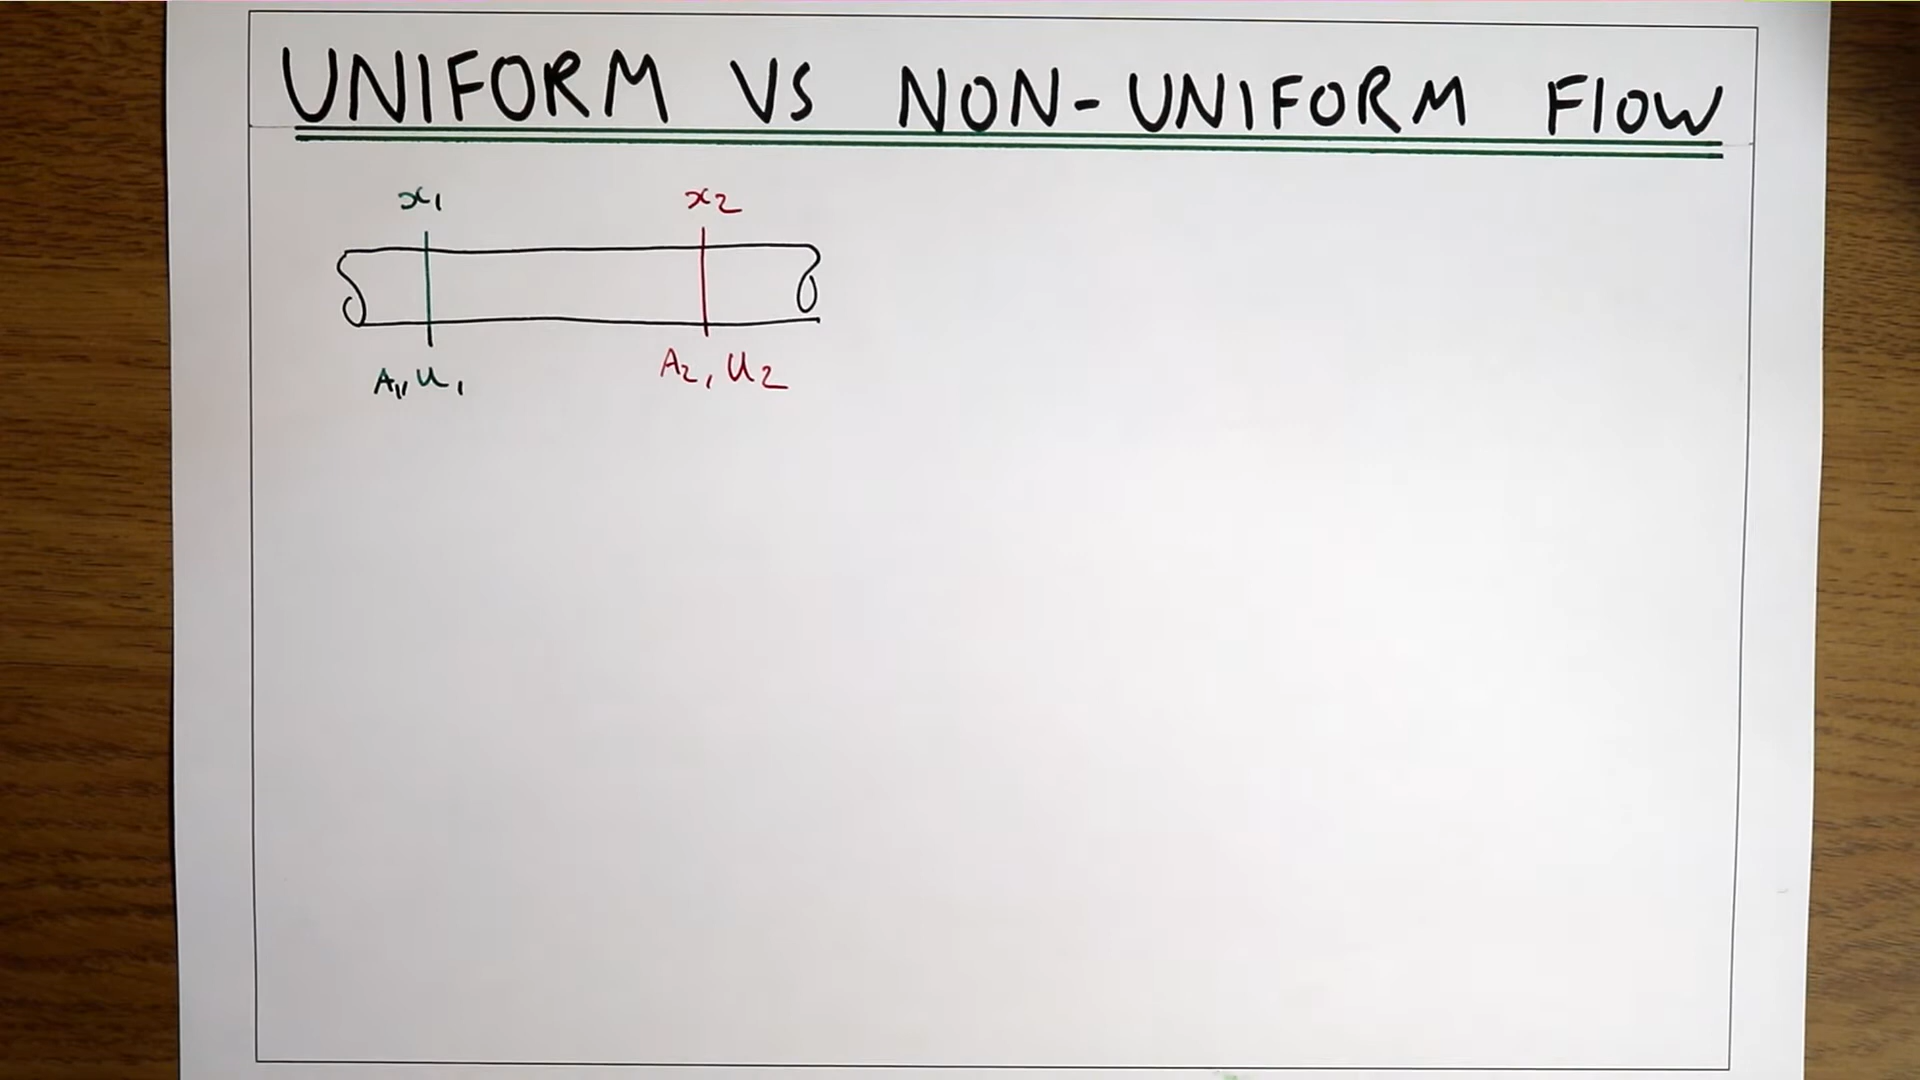 UNIFORM VS NON-UNIFORM FlOW
x1 x2
A1, u1 A2, u2